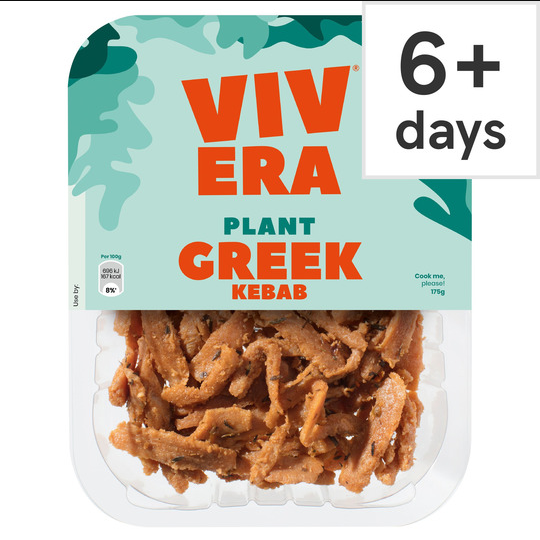 6+
days
VIV®
ERA
PLANT
GREEK
KEBAB
Per 100g
696 kJ
167 kcal
8%*
Use by:
Cook me,
please!
175g